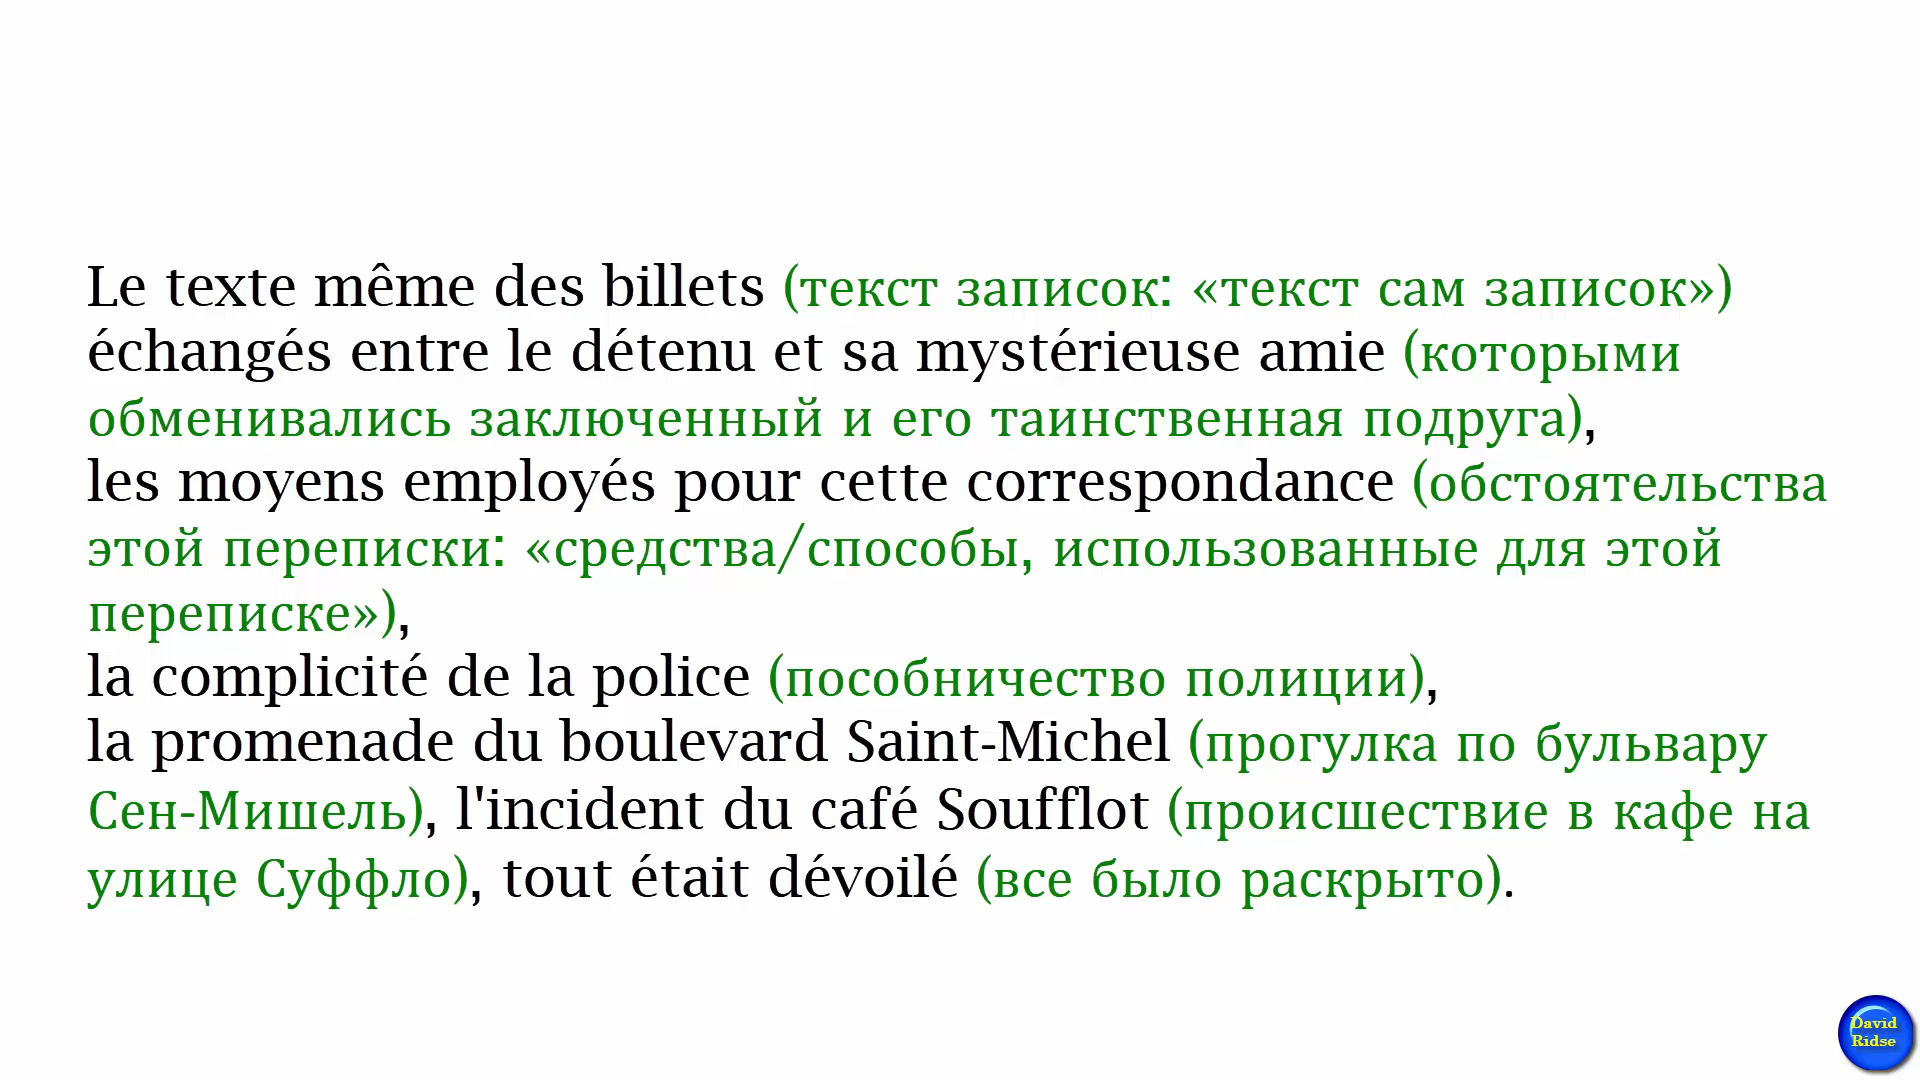 Le texte même des billets (текст записок: «текст сам записок»)
échangés entre le détenu et sa mystérieuse amie (которыми
обменивались заключенный и его таинственная подруга),
les moyens employés pour cette correspondance (обстоятельства
этой переписки: «средства/способы, использованные для этой
переписке»),
la complicité de la police (пособничество полиции),
la promenade du boulevard Saint-Michel (прогулка по бульвару
Сен-Мишель), l'incident du café Soufflot (происшествие в кафе на
улице Суффло), tout était dévoilé (все было раскрыто).
David
Ridse